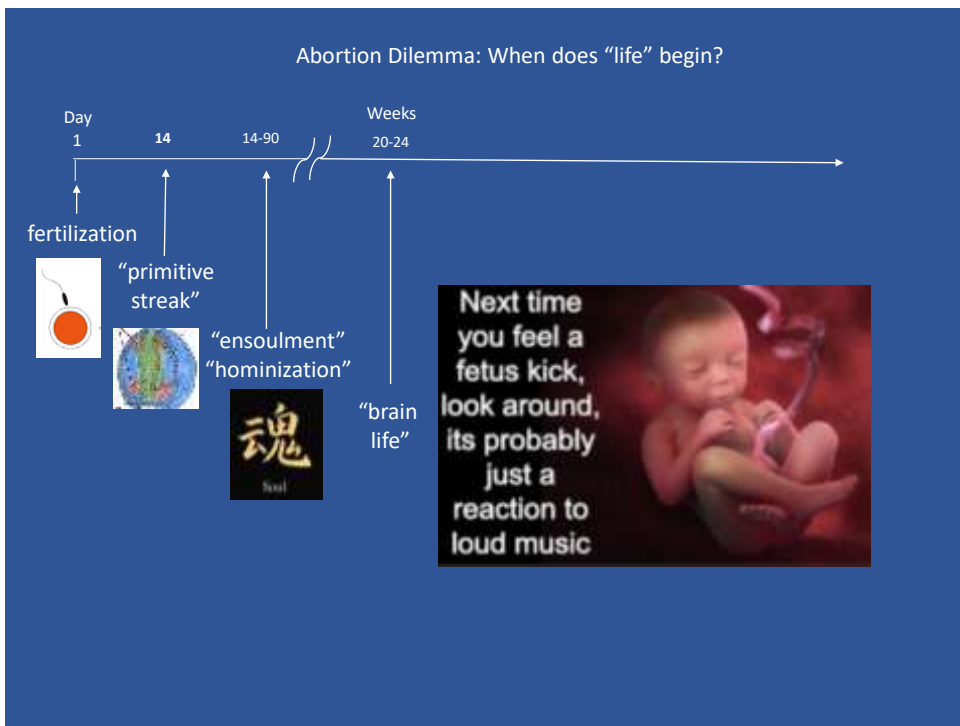 Abortion Dilemma: When does “life” begin?
Day
1
14
14-90
Weeks
20-24
fertilization
“primitive
streak”
“ensoulment”
“hominization”
魂
Soul
“brain
life”
Next time
you feel a
fetus kick,
look around,
its probably
just a
reaction to
loud music